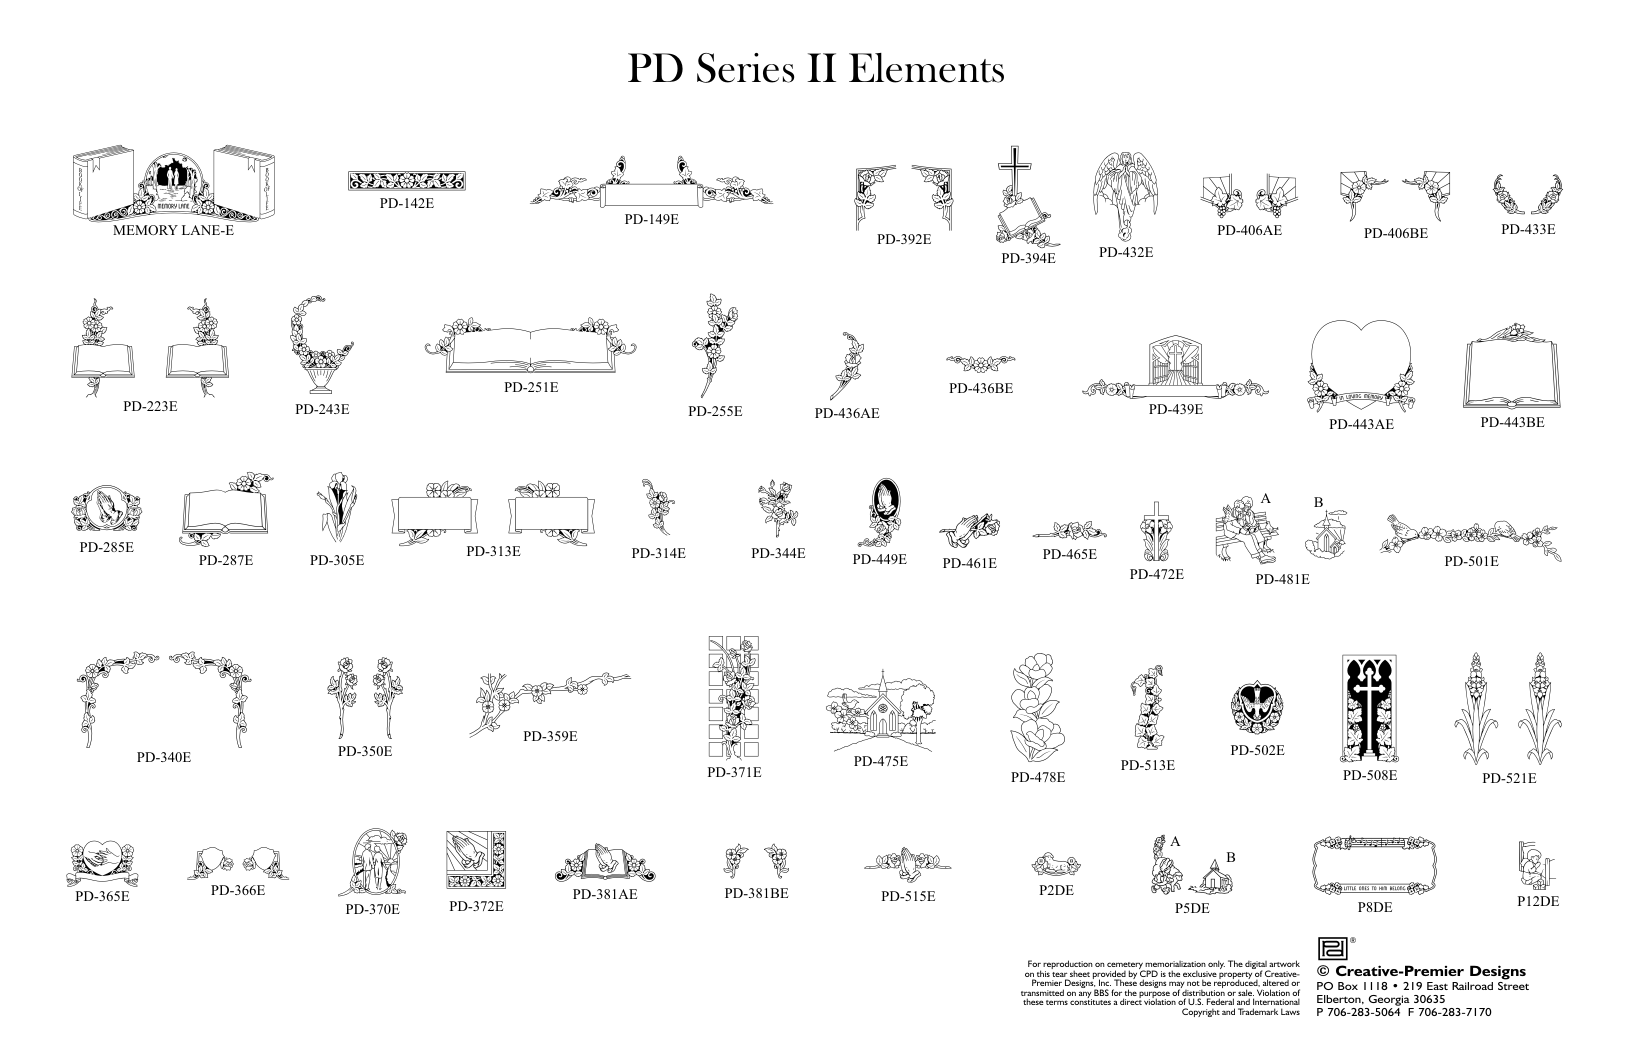 PD Series II Elements
MEMORY LANE
MEMORY LANE-E
PD-142E
PD-149E
PD-392E
PD-394E
PD-432E
PD-406AE
PD-406BE
PD-433E
PD-223E
PD-243E
PD-251E
PD-255E
PD-436AE
PD-436BE
PD-439E
IN LOVING MEMORY
PD-443AE
PD-443BE
PD-285E
PD-287E
PD-305E
PD-313E
PD-314E
PD-344E
PD-449E
PD-461E
PD-465E
PD-472E
A
B
PD-481E
PD-501E
PD-340E
PD-350E
PD-359E
PD-371E
PD-475E
PD-478E
PD-513E
PD-502E
PD-508E
PD-521E
PD-365E
PD-366E
PD-370E
PD-372E
PD-381AE
PD-381BE
PD-515E
P2DE
A
B
P5DE
LITTLE ONES TO HIM BELONG
P8DE
P12DE
For reproduction on cemetery memorialization only. The digital artwork
on this tear sheet provided by CPD is the exclusive property of Creative-
Premier Designs, Inc. These designs may not be reproduced, altered or
transmitted on any BBS for the purpose of distribution or sale. Violation of
these terms constitutes a direct violation of U.S. Federal and International
Copyright and Trademark Laws
®
© Creative-Premier Designs
PO Box 1118 • 219 East Railroad Street
Elberton, Georgia 30635
P 706-283-5064 F 706-283-7170